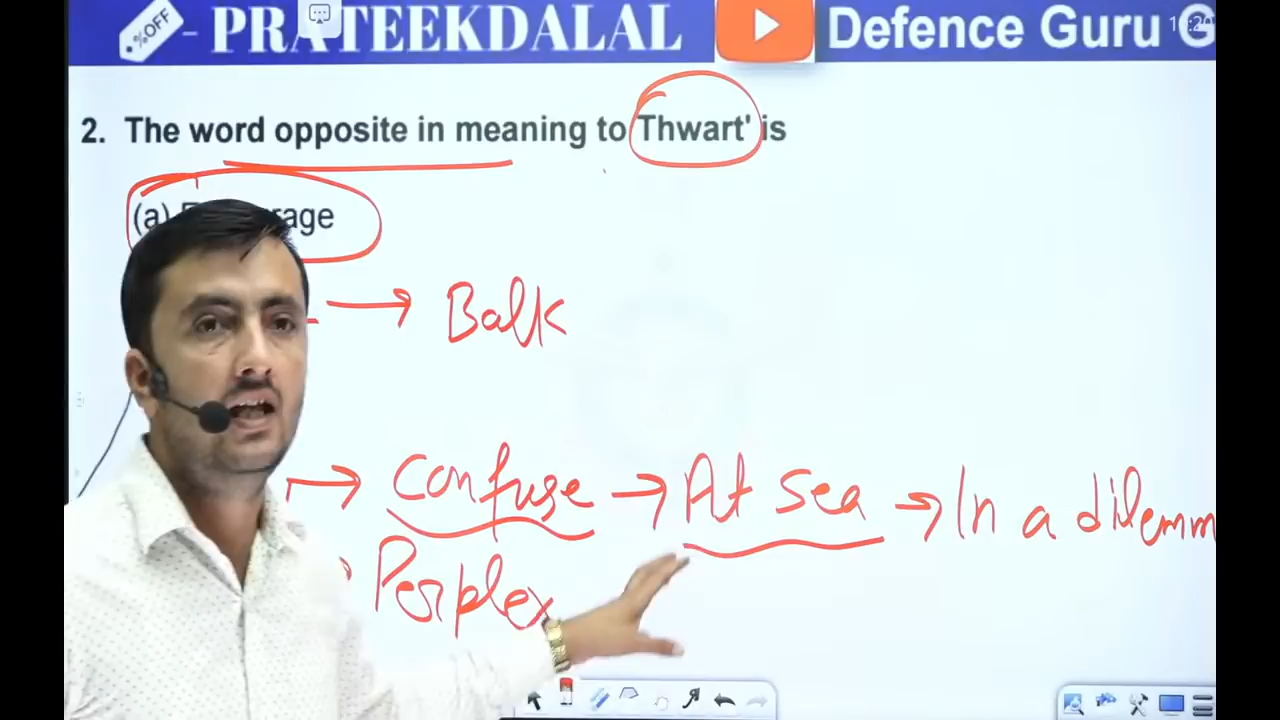 %OFF - PRATEEKDALAL Defence Guru G
2. The word opposite in meaning to 'Thwart' is
(a)
→ Balk
→ Confuse → At sea → In a dilemm
Perplex